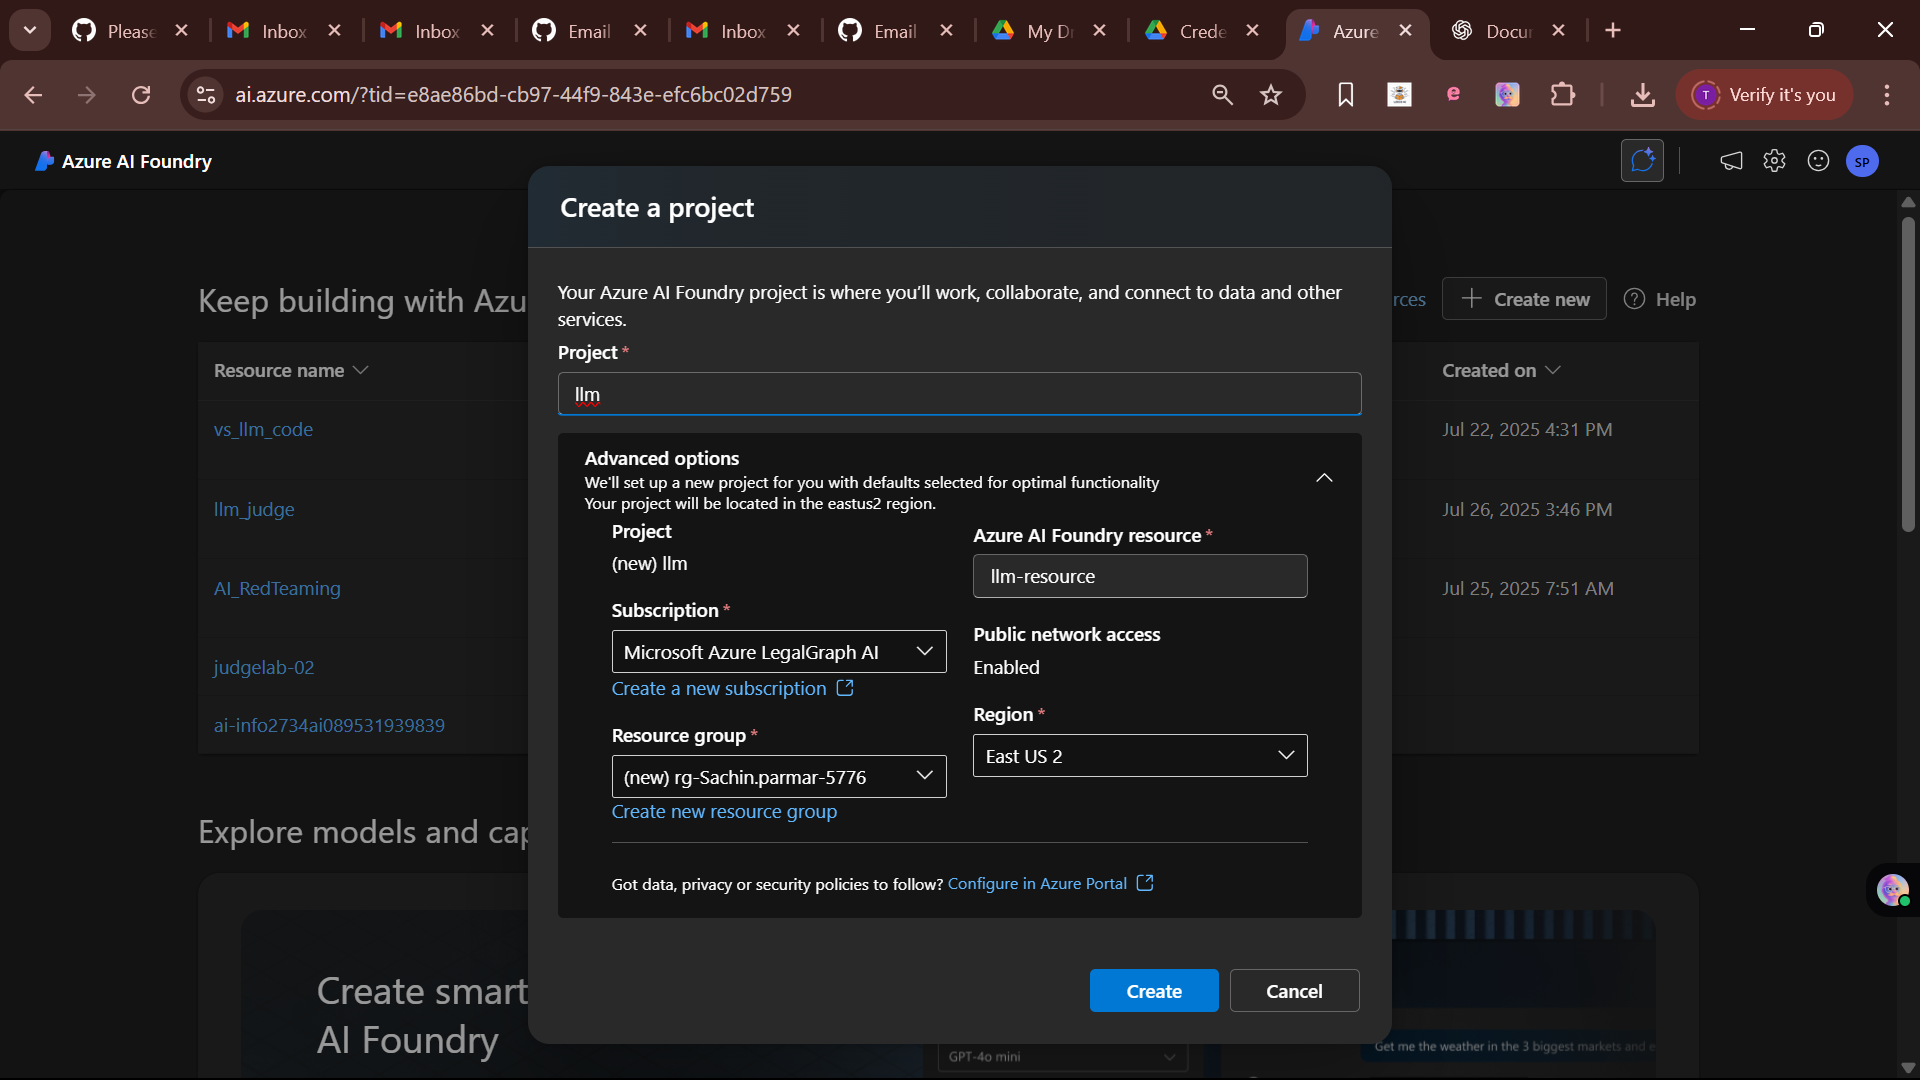 Please
Inbox
Inbox
Email
Inbox
Email
My Dr
Crede
Azure
Docur
ai.azure.com/?tid=e8ae86bd-cb97-44f9-843e-efc6bc02d759
T
Verify it's you
Azure AI Foundry
SP
Create a project
Your Azure AI Foundry project is where you'll work, collaborate, and connect to data and other
services.
Keep building with Azu
rces
Create new
Help
Project *
llm
Resource name
Created on
vs_llm_code
Jul 22, 2025 4:31 PM
llm_judge
Jul 26, 2025 3:46 PM
AI_RedTeaming
Jul 25, 2025 7:51 AM
judgelab-02
ai-info2734ai089531939839
Advanced options
We'll set up a new project for you with defaults selected for optimal functionality
Your project will be located in the eastus2 region.
Project
(new) llm
Azure AI Foundry resource *
llm-resource
Subscription *
Microsoft Azure LegalGraph AI
Create a new subscription
Public network access
Enabled
Resource group *
(new) rg-Sachin.parmar-5776
Create new resource group
Region *
East US 2
Got data, privacy or security policies to follow? Configure in Azure Portal
Create
Cancel
Explore models and cap
Create smart
AI Foundry
GPT-4o mini
Get me the weather in the 3 biggest markets and e